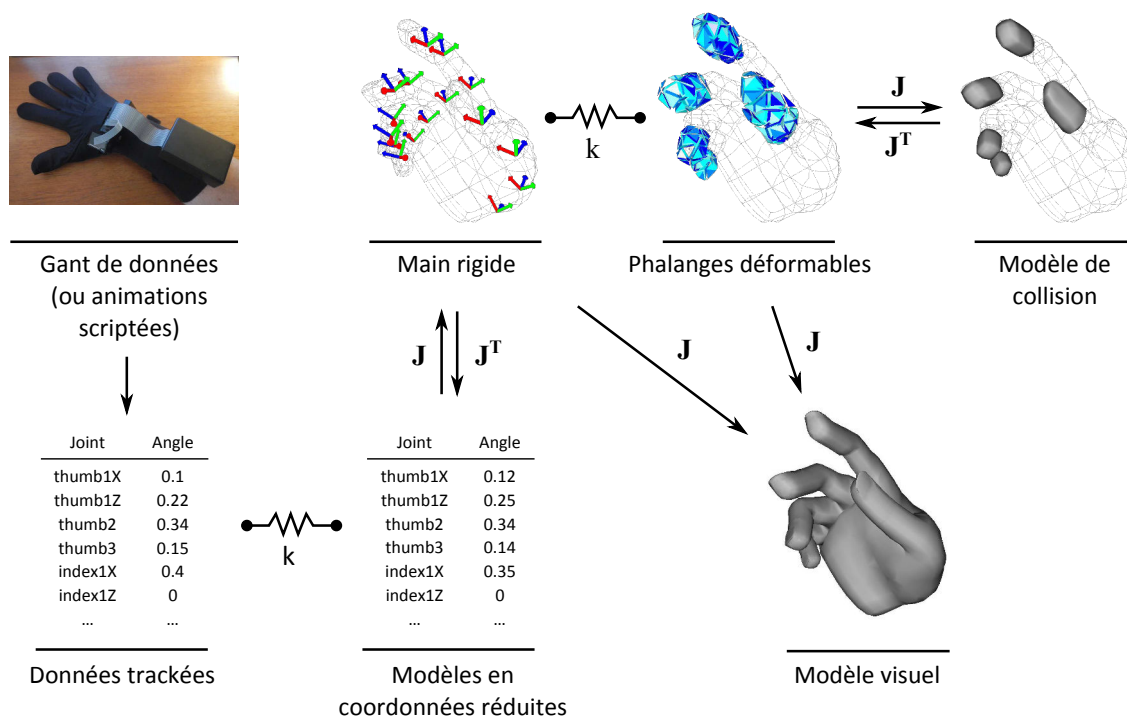 k
J
J^T
Gant de données
(ou animations
scriptées)
Main rigide
Phalanges déformables
Modèle de
collision
J
J^T
J
J
Joint Angle
thumb1X 0.1
thumb1Z 0.22
thumb2 0.34
thumb3 0.15
index1X 0.4
index1Z 0
... ...
k
Joint Angle
thumb1X 0.12
thumb1Z 0.25
thumb2 0.34
thumb3 0.14
index1X 0.35
index1Z 0
... ...
Données trackées
Modèles en
coordonnées réduites
Modèle visuel